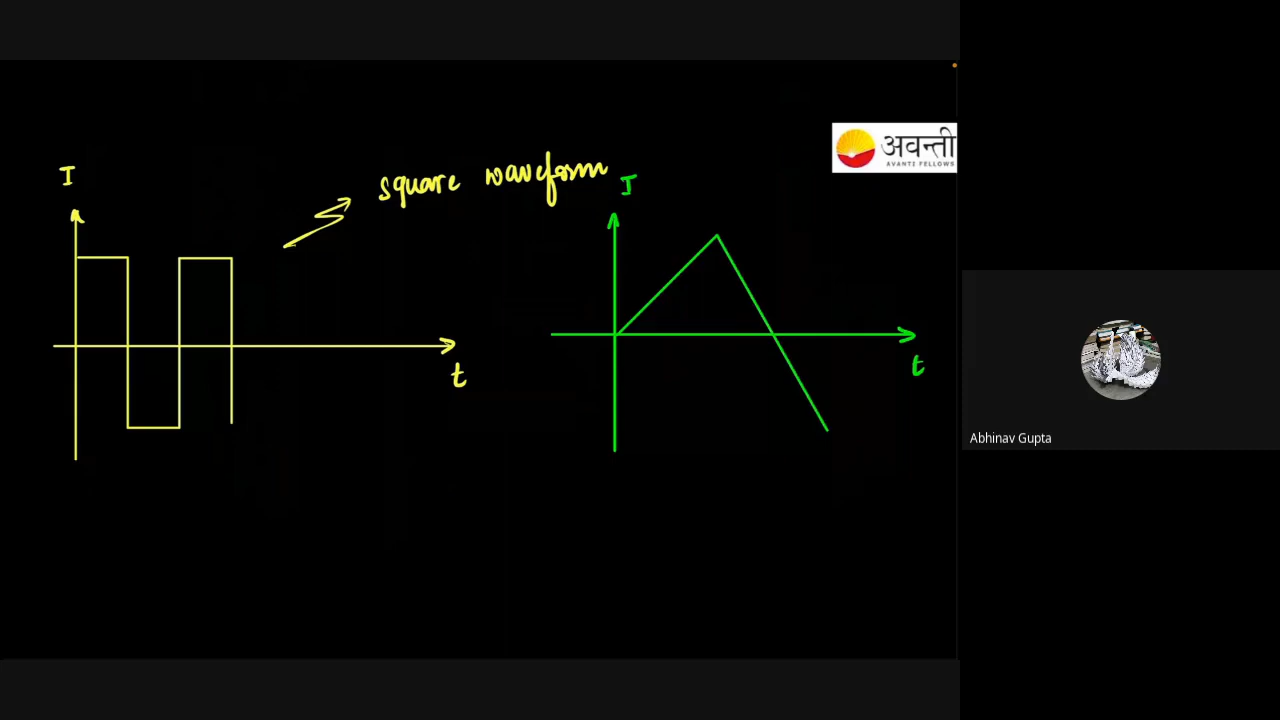 I
square waveform
I
t
t
अवन्ती
AVANTI FELLOWS
Abhinav Gupta